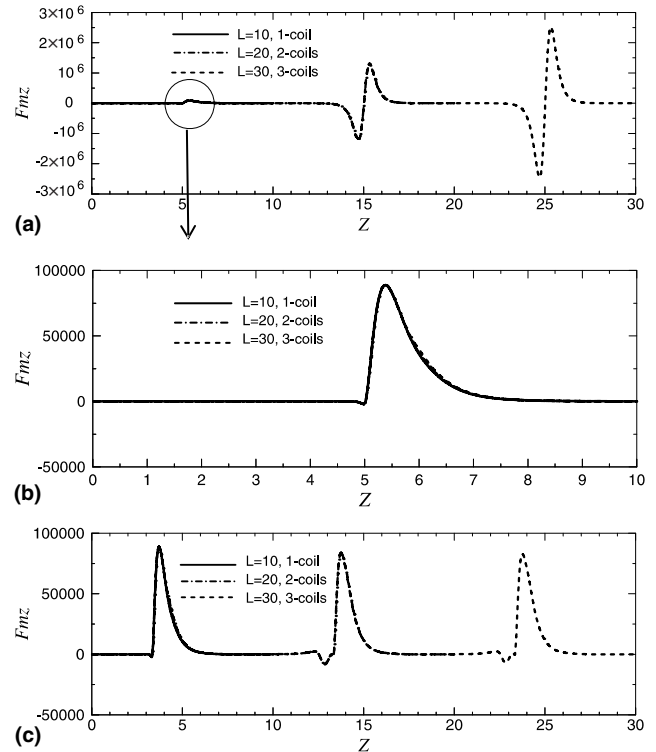 3×10⁶
2×10⁶
10⁶
0
-10⁶
-2×10⁶
-3×10⁶
Fmz
L=10, 1-coil
L=20, 2-coils
L=30, 3-coils
0 5 10 15 20 25 30
Z
(a)
100000
50000
0
-50000
Fmz
L=10, 1-coil
L=20, 2-coils
L=30, 3-coils
0 1 2 3 4 5 6 7 8 9 10
Z
(b)
100000
50000
0
-50000
Fmz
L=10, 1-coil
L=20, 2-coils
L=30, 3-coils
0 5 10 15 20 25 30
Z
(c)